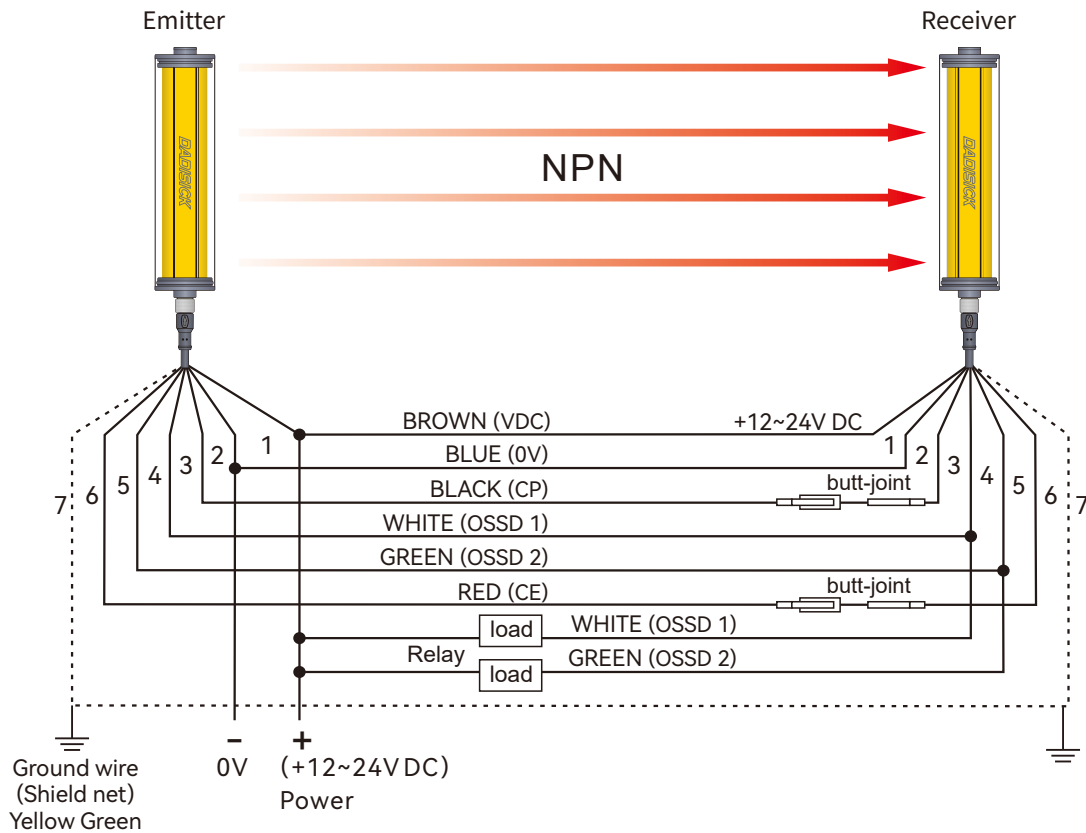 Emitter
Receiver
DADISICK
DADISICK
NPN
BROWN (VDC)
+12~24V DC
BLUE (0V)
BLACK (CP)
butt-joint
WHITE (OSSD 1)
GREEN (OSSD 2)
RED (CE)
butt-joint
7
6
5
4
3
2
1
1
2
3
4
5
6
7
load
WHITE (OSSD 1)
Relay
load
GREEN (OSSD 2)
-
+
0V
(+12~24V DC)
Power
Ground wire
(Shield net)
Yellow Green